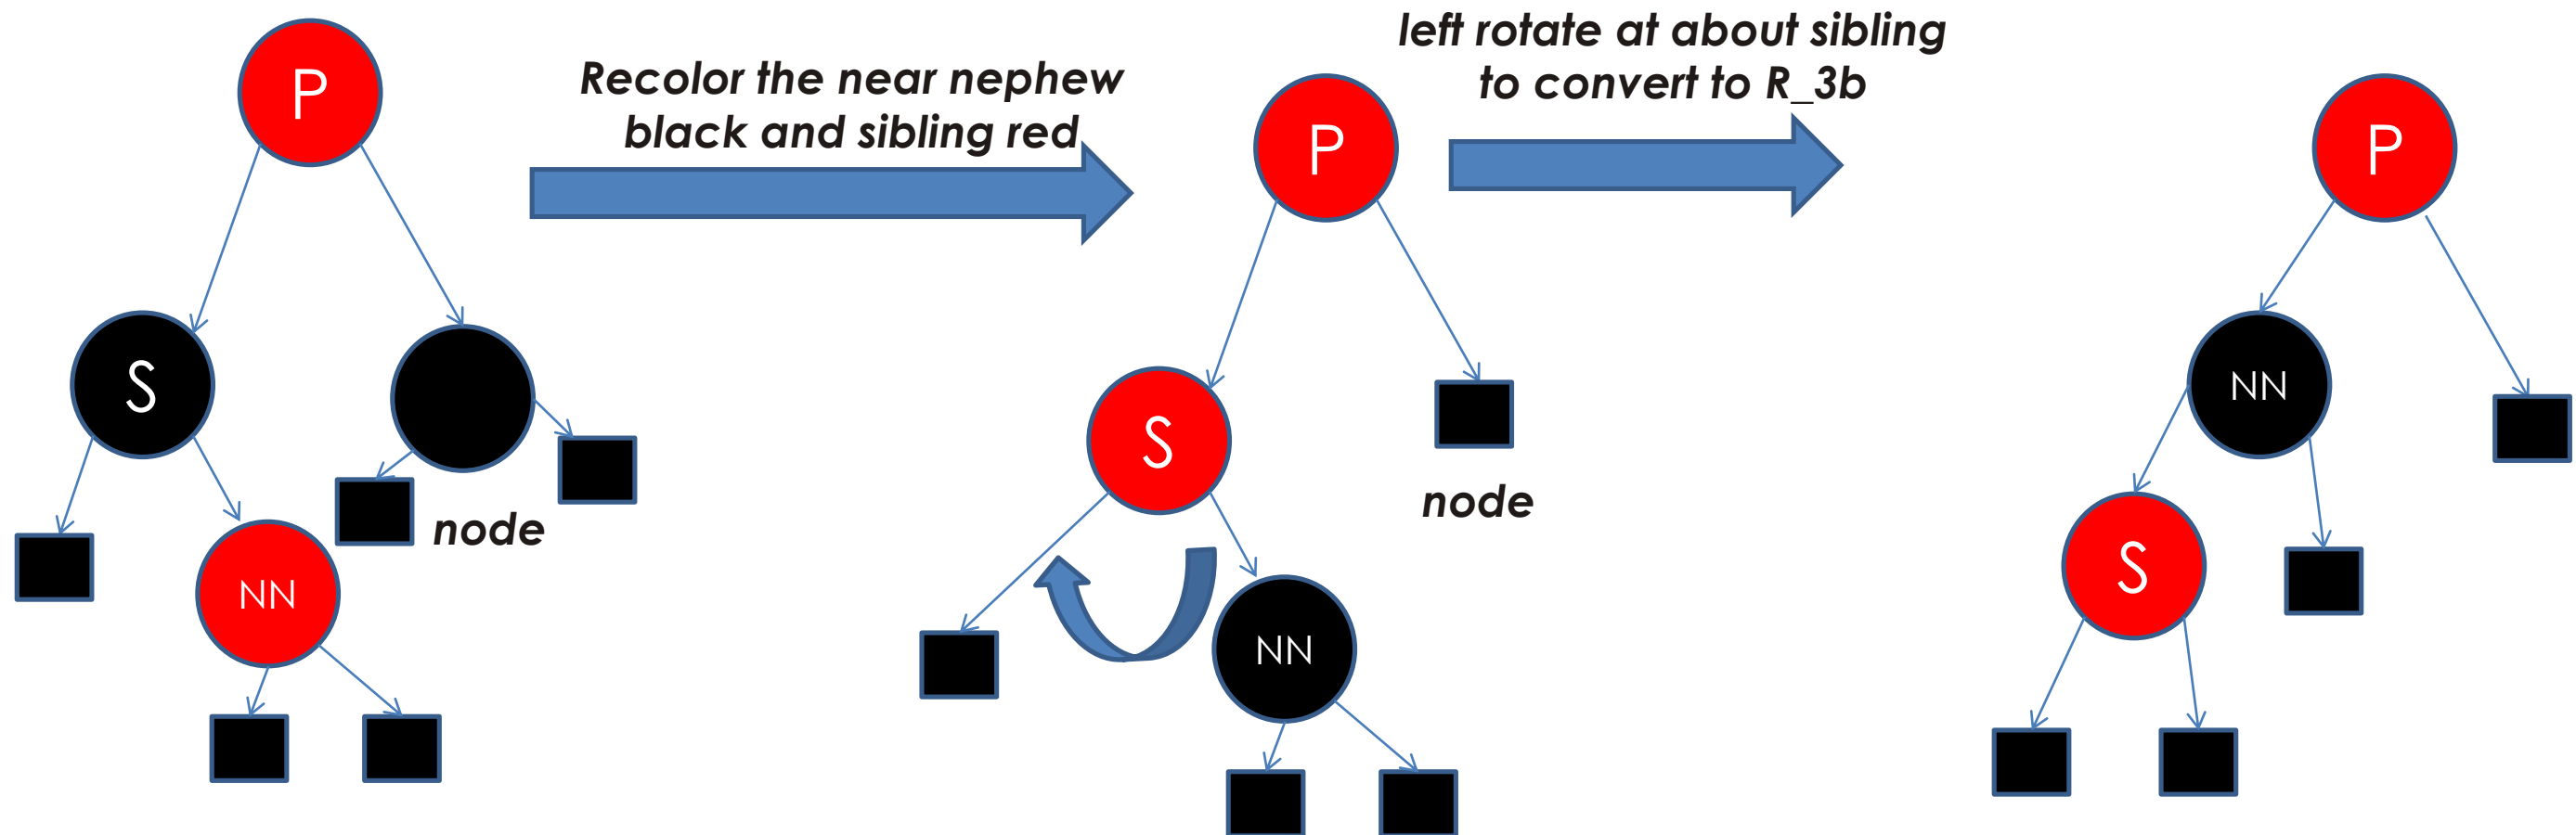 P
S
NN
node
Recolor the near nephew
black and sibling red
P
S
NN
node
left rotate at about sibling
to convert to R_3b
P
NN
S